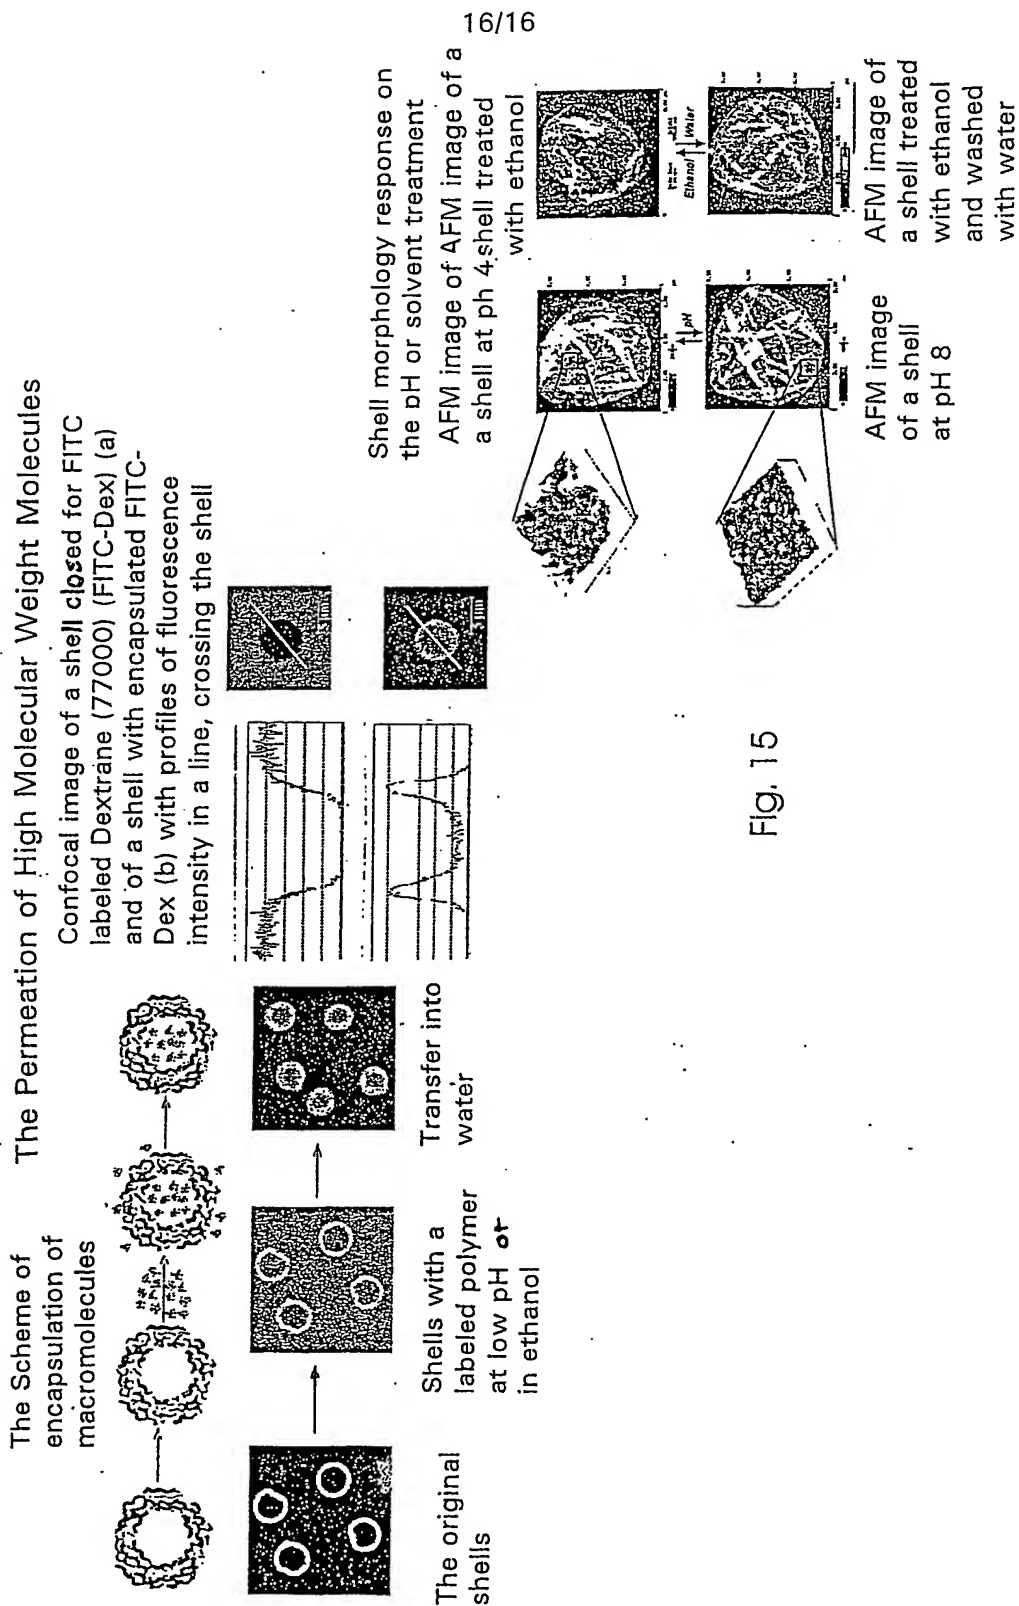 16/16
The Permeation of High Molecular Weight Molecules
The Scheme of
encapsulation of
macromolecules
The original
shells
Shells with a
labeled polymer
at low pH or
in ethanol
Transfer into
water
Confocal image of a shell closed for FITC
labeled Dextrane (77000) (FITC-Dex) (a)
and of a shell with encapsulated FITC-
Dex (b) with profiles of fluorescence
intensity in a line, crossing the shell
Shell morphology response on
the pH or solvent treatment
AFM image of AFM image of a
a shell at ph 4 shell treated
with ethanol
pH
Ethanol
Water
AFM image
of a shell
at pH 8
AFM image of
a shell treated
with ethanol
and washed
with water
Fig. 15